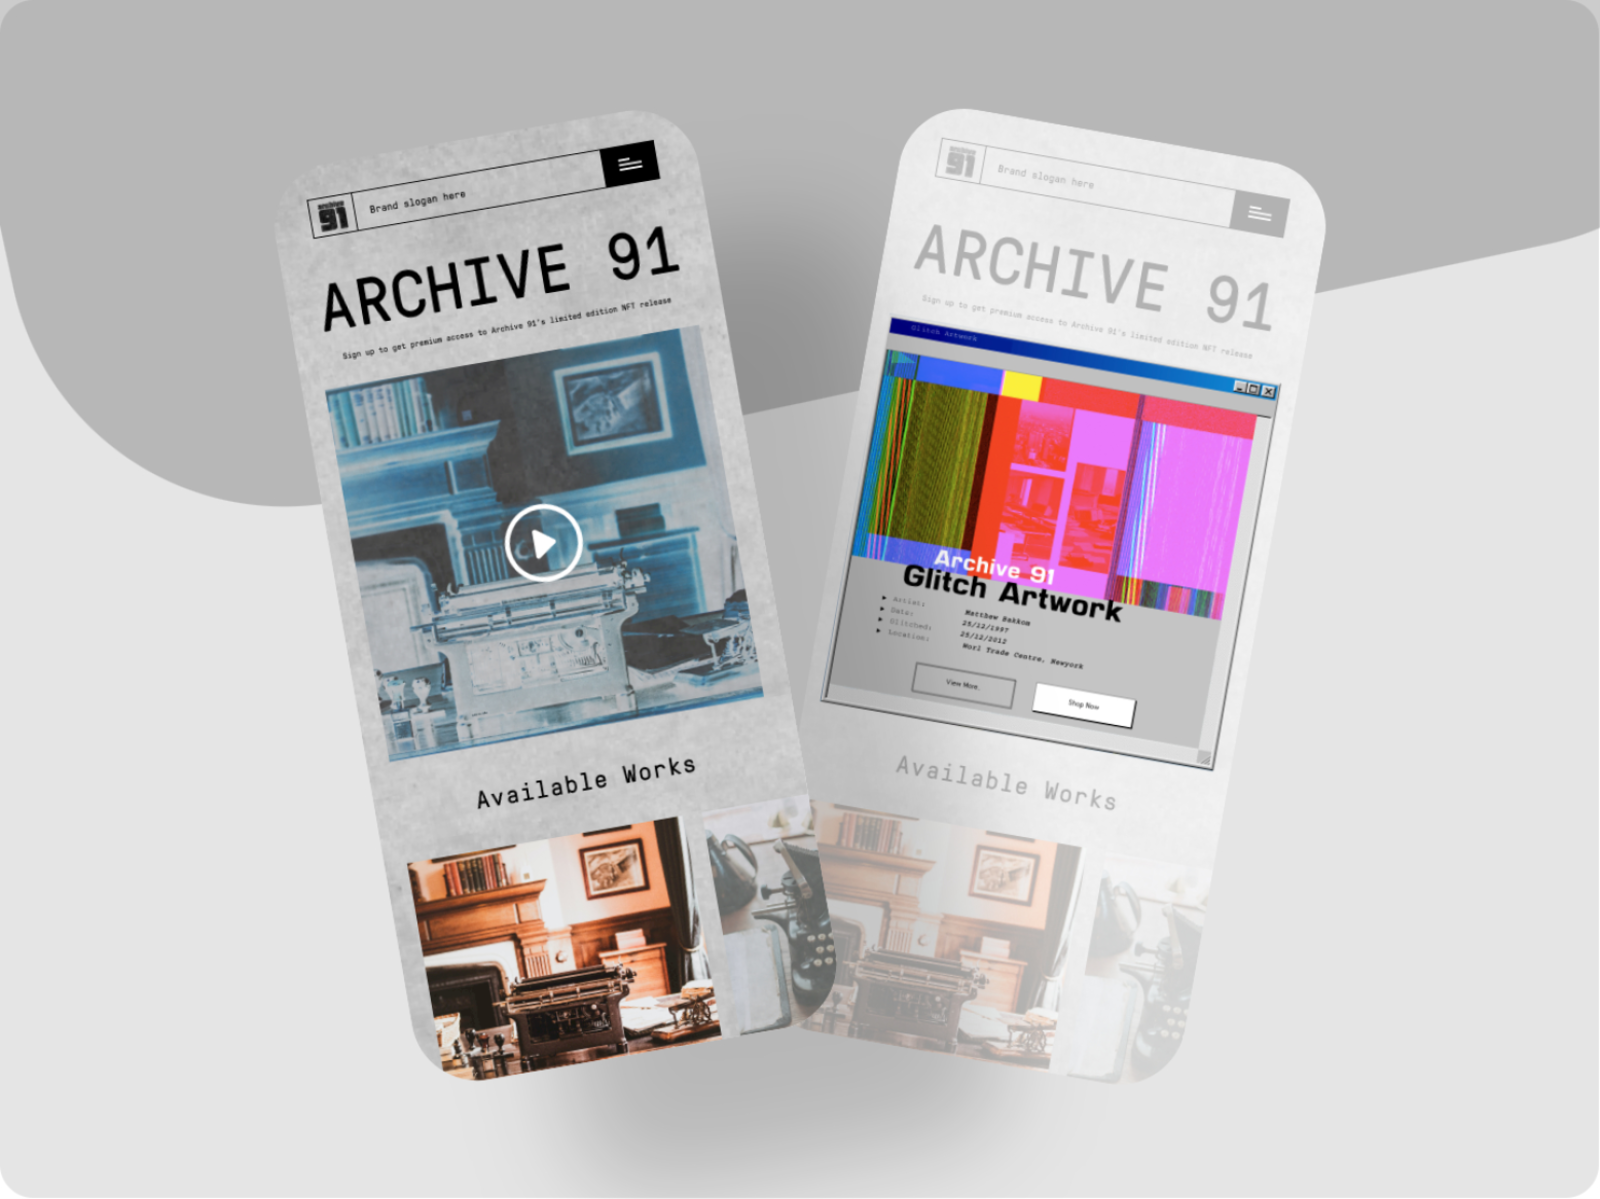 archive
91
Brand slogan here
ARCHIVE 91
Sign up to get premium access to Archive 91's limited edition NFT release
Available Works
archive
91
Brand slogan here
ARCHIVE 91
Sign up to get premium access to Archive 91's limited edition NFT release
Glitch Artwork
Archive 91
Glitch Artwork
Artist: Matthew Rakkom
Date: 25/12/1997
Glitched: 25/12/2012
Location: Worl Trade Centre, Newyork
View More
Shop Now
Available Works